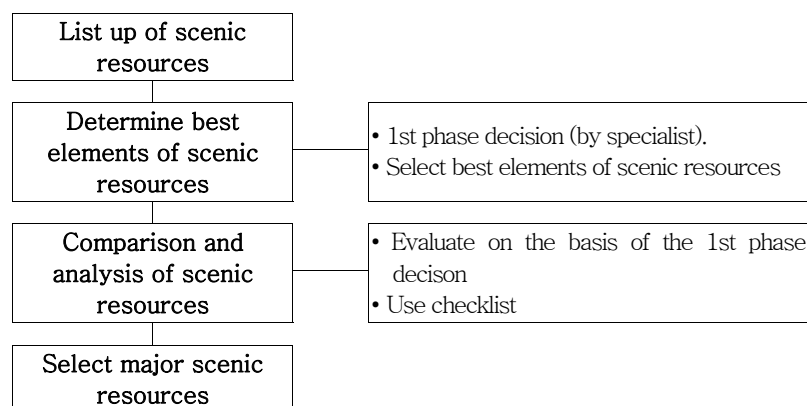 List up of scenic
resources
Determine best
elements of scenic
resources
• 1st phase decision (by specialist).
• Select best elements of scenic resources
Comparison and
analysis of scenic
resources
• Evaluate on the basis of the 1st phase
decison
• Use checklist
Select major scenic
resources